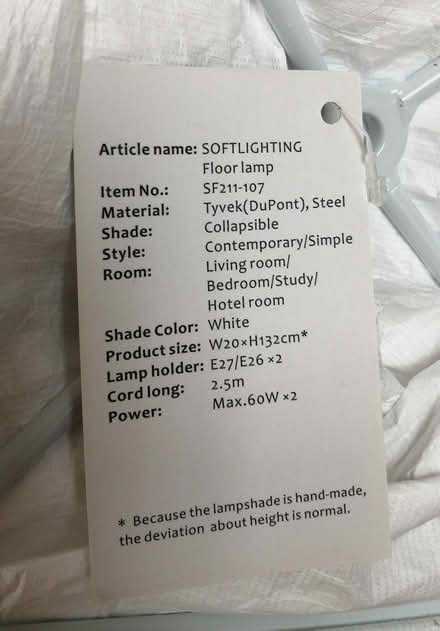 Article name: SOFTLIGHTING
Floor lamp
Item No.: SF211-107
Material: Tyvek(DuPont), Steel
Shade: Collapsible
Style: Contemporary/Simple
Room: Living room/
Bedroom/Study/
Hotel room
Shade Color: White
Product size: W20×H132cm*
Lamp holder: E27/E26 ×2
Cord long: 2.5m
Power: Max.60W ×2
* Because the lampshade is hand-made,
the deviation about height is normal.